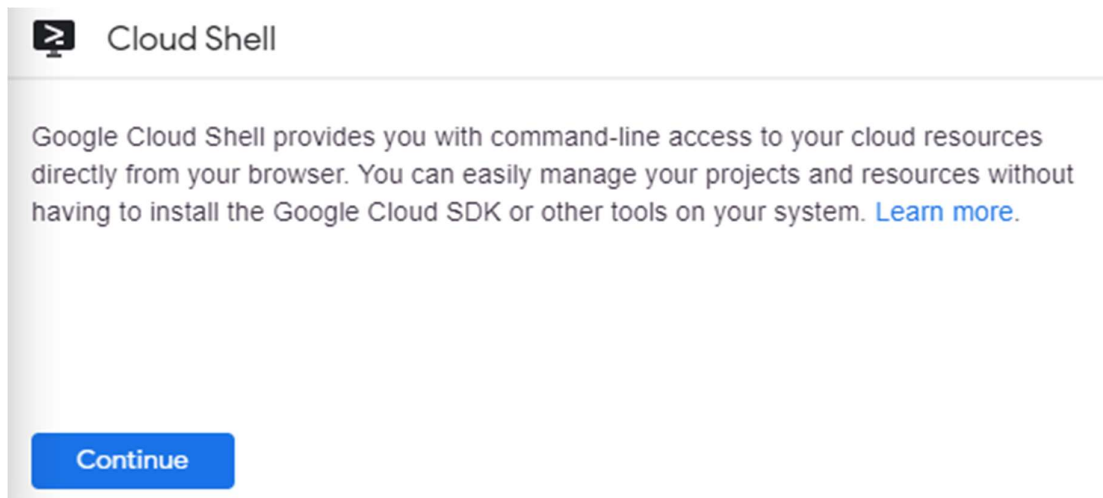 Cloud Shell
Google Cloud Shell provides you with command-line access to your cloud resources
directly from your browser. You can easily manage your projects and resources without
having to install the Google Cloud SDK or other tools on your system. Learn more.
Continue